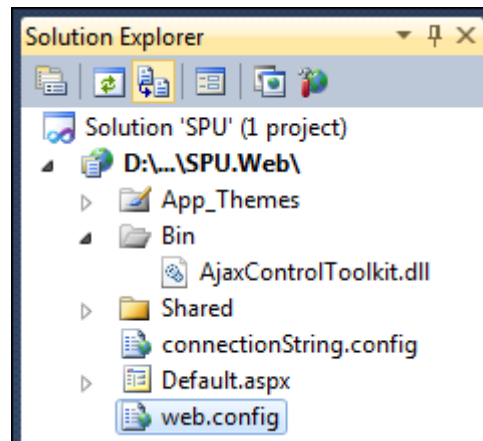 Solution Explorer
Solution 'SPU' (1 project)
D:\...\SPU.Web\
App_Themes
Bin
AjaxControlToolkit.dll
Shared
connectionString.config
Default.aspx
web.config